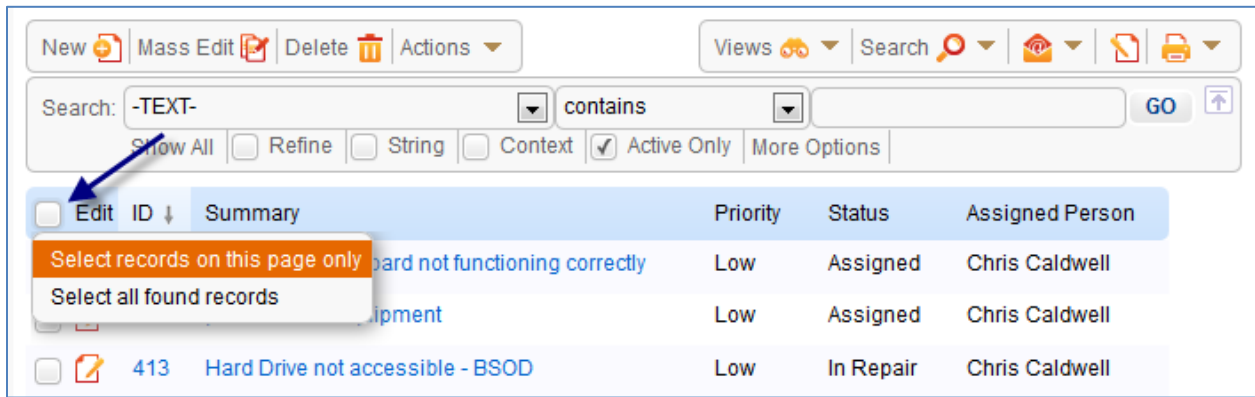 New Mass Edit Delete Actions Views Search
Search: -TEXT- contains GO
Show All Refine String Context Active Only More Options
Edit ID Summary Priority Status Assigned Person
Select records on this page only not functioning correctly Low Assigned Chris Caldwell
Select all found records
Low Assigned Chris Caldwell
413 Hard Drive not accessible - BSOD Low In Repair Chris Caldwell